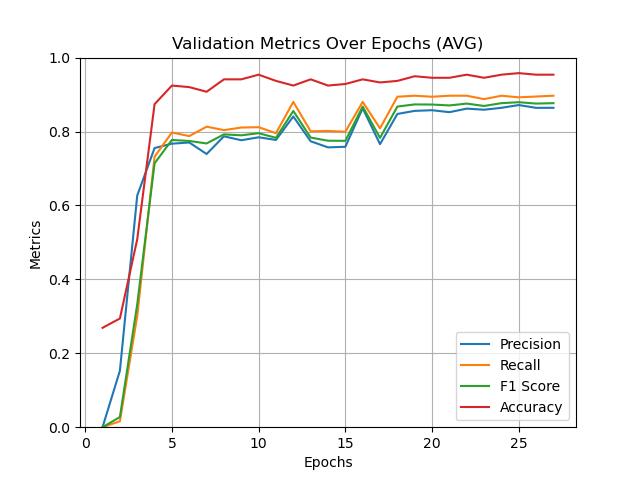 Validation Metrics Over Epochs (AVG)
1.0
0.8
0.6
0.4
0.2
0.0
Metrics
0 5 10 15 20 25
Epochs
Precision
Recall
F1 Score
Accuracy